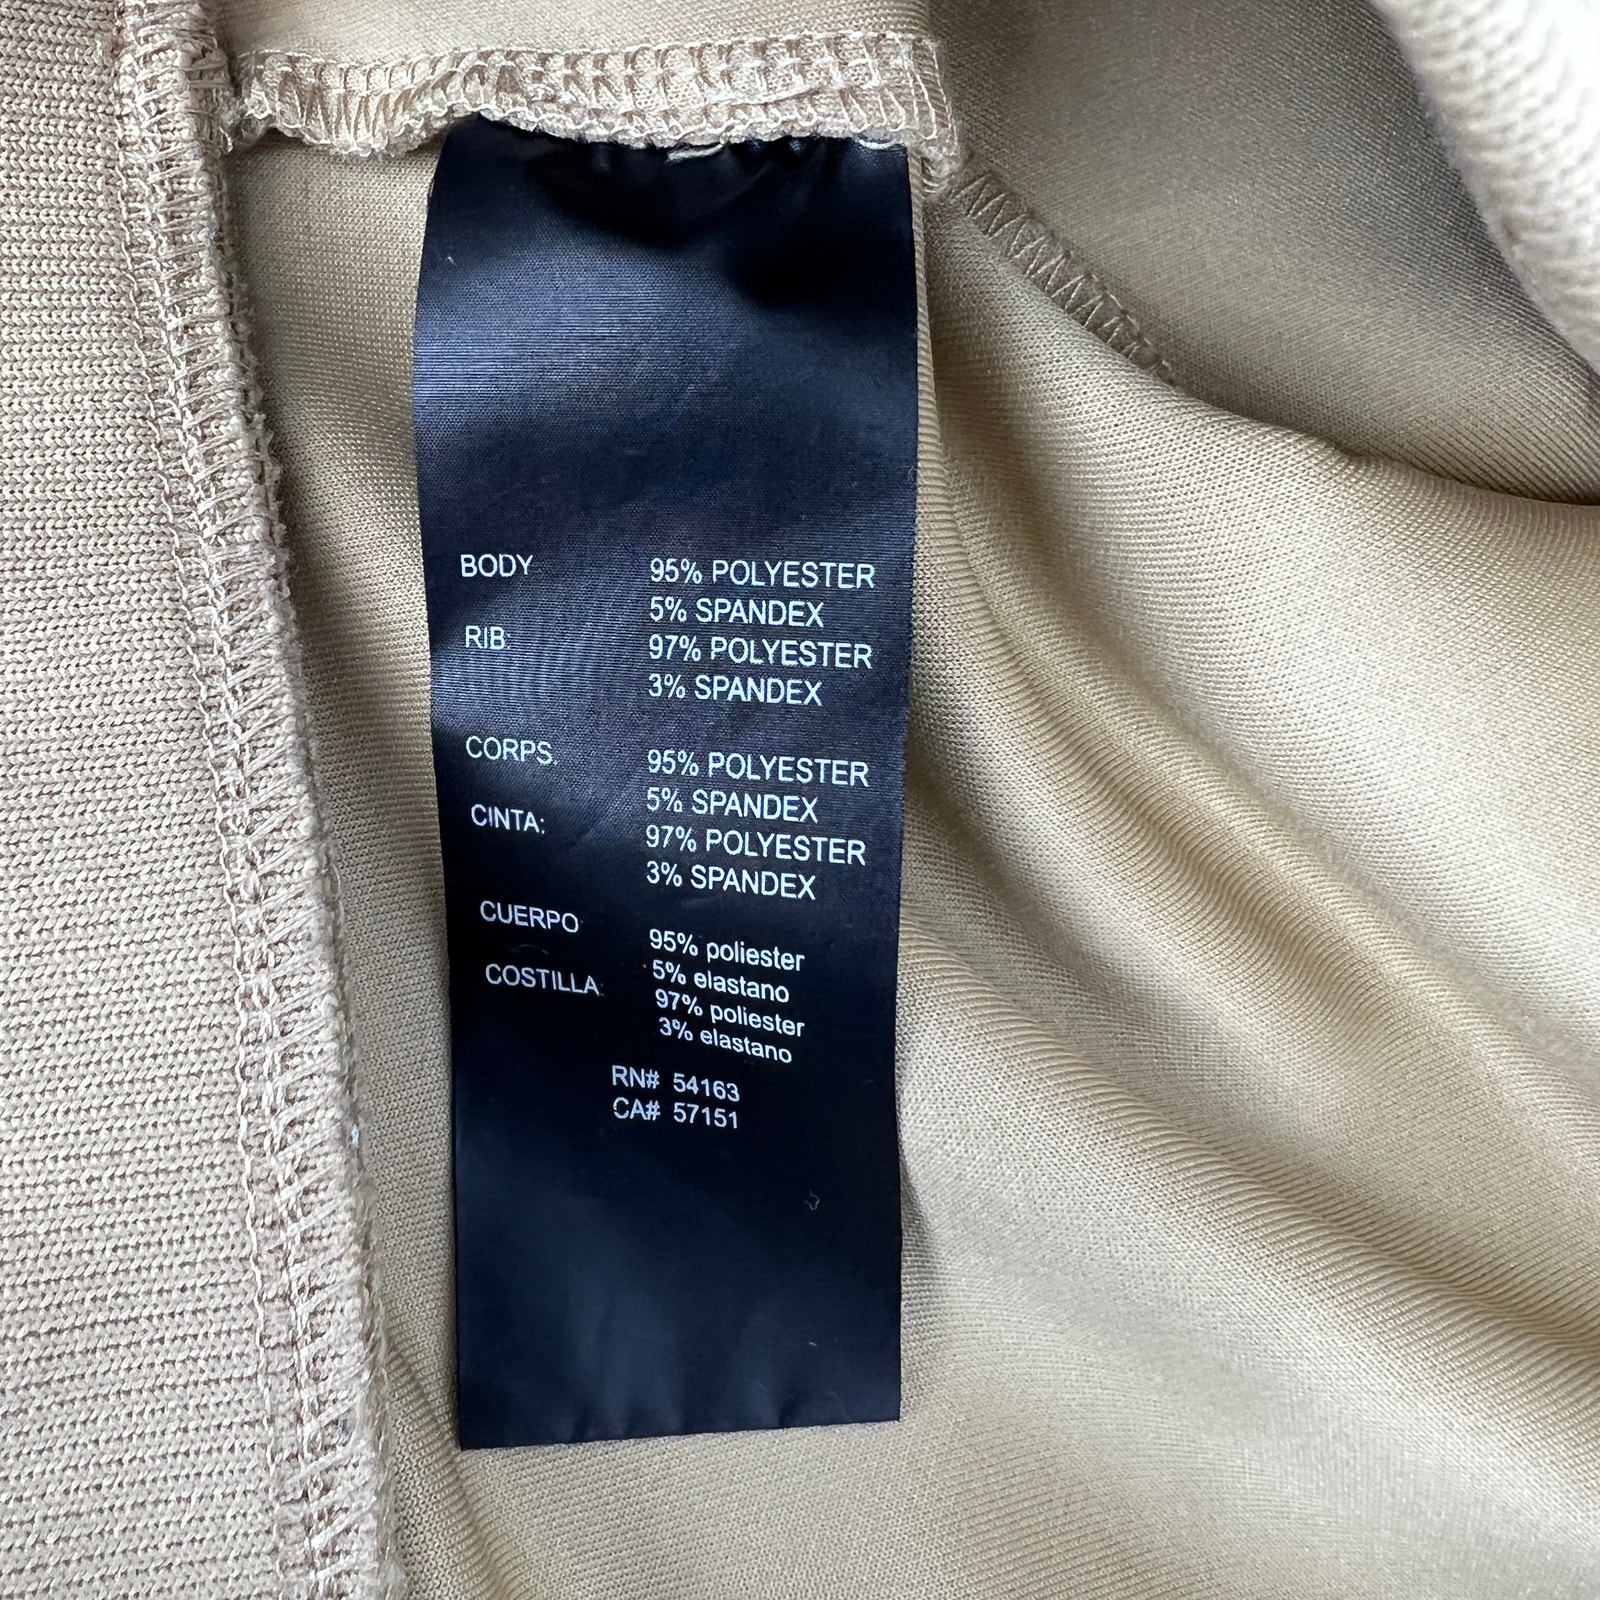 BODY 95% POLYESTER
5% SPANDEX
RIB: 97% POLYESTER
3% SPANDEX
CORPS: 95% POLYESTER
5% SPANDEX
CINTA: 97% POLYESTER
3% SPANDEX
CUERPO 95% poliester
5% elastano
COSTILLA: 97% poliester
3% elastano
RN# 54163
CA# 57151